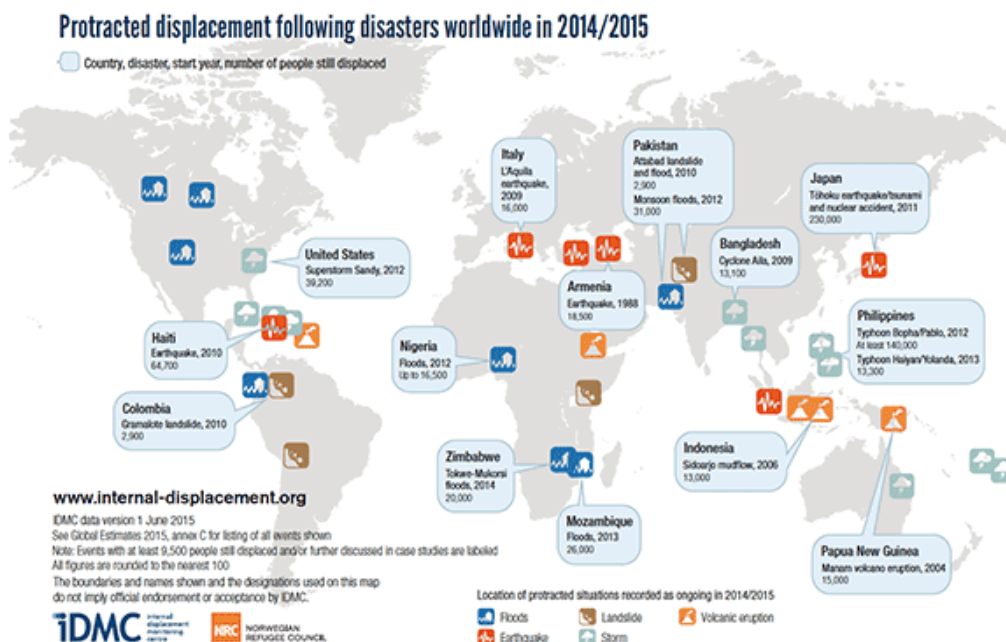 Protracted displacement following disasters worldwide in 2014/2015
Country, disaster, start year, number of people still displaced
Italy
L'Aquila
earthquake,
2009
16,000
Pakistan
Attabad landslide
and flood, 2010
2,900
Monsoon floods, 2012
31,000
Japan
Tōhoku earthquake/tsunami
and nuclear accident, 2011
230,000
United States
Superstorm Sandy, 2012
39,200
Bangladesh
Cyclone Aila, 2009
13,100
Armenia
Earthquake, 1988
18,500
Philippines
Typhoon Bopha/Pablo, 2012
At least 140,000
Typhoon Haiyan/Yolanda, 2013
13,300
Haiti
Earthquake, 2010
64,700
Nigeria
Floods, 2012
Up to 16,500
Colombia
Gramalote landslide, 2010
2,900
Zimbabwe
Tokwe-Mukorsi
floods, 2014
20,000
Indonesia
Sidoarjo mudflow, 2006
13,000
Mozambique
Floods, 2013
26,000
Papua New Guinea
Manam volcano eruption, 2004
15,000
www.internal-displacement.org
IDMC data version 1 June 2015
See Global Estimates 2015, annex C for listing of all events shown
Note: Events with at least 9,500 people still displaced and/or further discussed in case studies are labeled
All figures are rounded to the nearest 100
The boundaries and names shown and the designations used on this map
do not imply official endorsement or acceptance by IDMC.
iDMC
internal
displacement
monitoring
centre
NRC
NORWEGIAN
REFUGEE COUNCIL
Location of protracted situations recorded as ongoing in 2014/2015
Floods
Landslide
Volcanic eruption
Earthquake
Storm